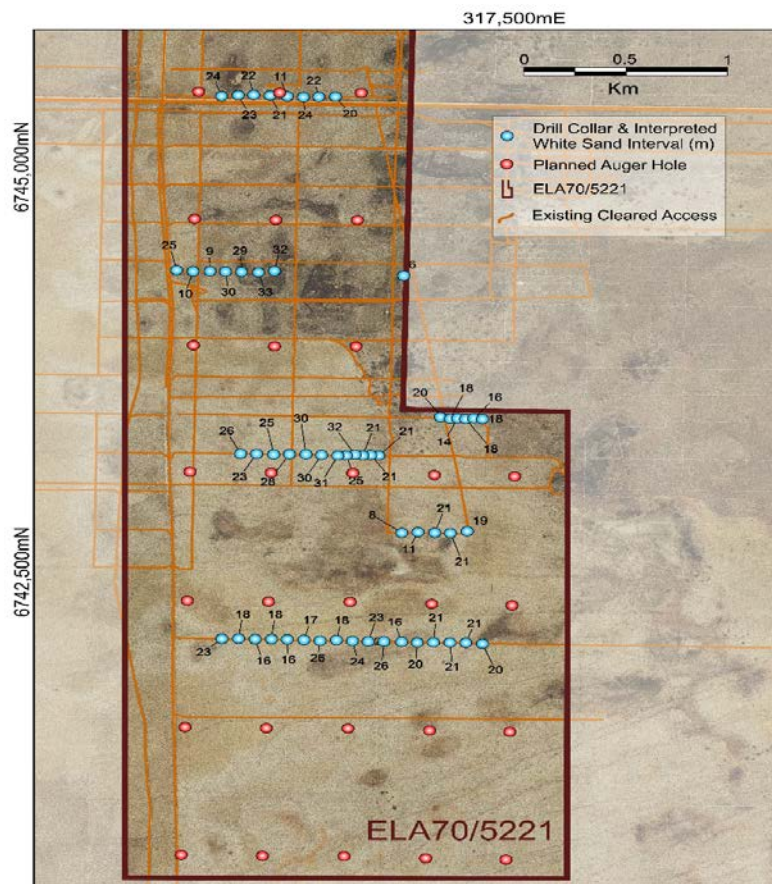 317,500mE
0 0.5 1
Km
Drill Collar & Interpreted
White Sand Interval (m)
Planned Auger Hole
ELA70/5221
Existing Cleared Access
6745,000mN
6742,500mN
24 22 11 22
23 21 24 20
25 9 29 32
10 30 33
6
20 18 16
14 18
18
26 25 30 32 21 21
23 28 30 31 25 21
8 21 19
11 21
18 18 17 18 23 16 21 21
23 16 16 26 24 26 20 21 20
ELA70/5221